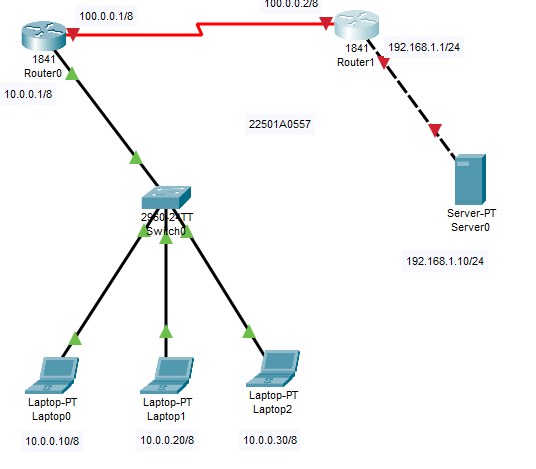 100.0.0.1/8
100.0.0.2/8
1841
Router0
1841
Router1
192.168.1.1/24
10.0.0.1/8
22501A0557
2960-24TT
Switch0
Server-PT
Server0
192.168.1.10/24
Laptop-PT
Laptop0
Laptop-PT
Laptop1
Laptop-PT
Laptop2
10.0.0.10/8
10.0.0.20/8
10.0.0.30/8